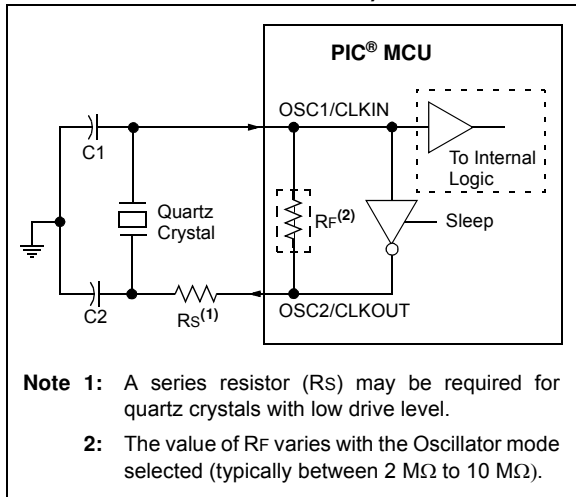 PIC® MCU
OSC1/CLKIN
C1
To Internal
Logic
Quartz
Crystal
RF(2)
Sleep
C2
RS(1)
OSC2/CLKOUT
Note 1: A series resistor (RS) may be required for
quartz crystals with low drive level.
2: The value of RF varies with the Oscillator mode
selected (typically between 2 MΩ to 10 MΩ).